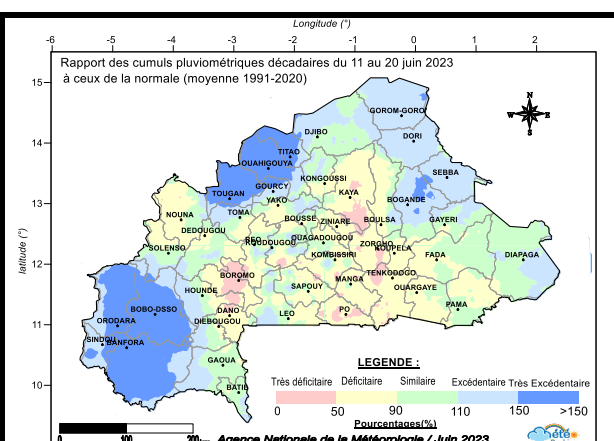 Longitude (°)
-6 -5 -4 -3 -2 -1 0 1 2
Rapport des cumuls pluviométriques décadaires du 11 au 20 juin 2023
à ceux de la normale (moyenne 1991-2020)
15
14
13
12
11
10
latitude (°)
N
W E
S
GOROM-GORO
DJIBO
DORI
TITAO
OUAHIGOUYA
SEBBA
KONGOUSSI
GOURCY
KAYA
TOUGAN
YAKO
BOGANDE
NOUNA
TOMA
BOUSSE
ZINIARE
BOULSA
GAYERI
DEDOUGOU
REO
KOUDOUGOU
OUAGADOUGOU
ZORGHO
KOUPELA
SOLENSO
KOMBISSIRI
FADA
DIAPAGA
BOROMO
TENKODOGO
MANGA
HOUNDE
SAPOUY
OUARGAYE
PAMA
BOBO-DSSO
DANO
LEO
PO
ORODARA
DIEBOUGOU
SINDOU
BANFORA
GAOUA
BATIE
LEGENDE :
Très déficitaire Déficitaire Similaire Excédentaire Très Excédentaire
0 50 90 110 150 >150
Pourcentages(%)
0 100 200
Agence Nationale de la Météorologie / Juin 2023
météo